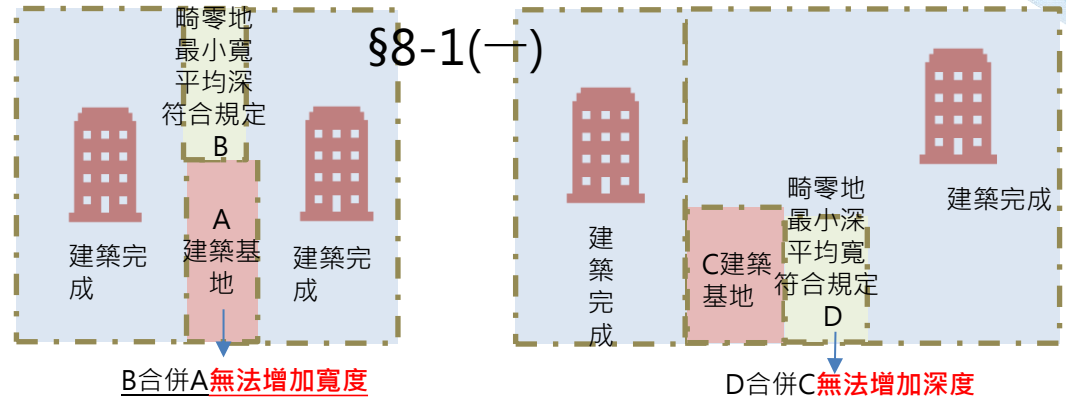 §8-1(一)
畸零地
最小寬
平均深
符合規定
B
A
建築基
地
建築完
成
建築完
成
B合併A無法增加寬度
建
築
完
成
C建築
基地
畸零地
最小深
平均寬
符合規定
D
建築完成
D合併C無法增加深度